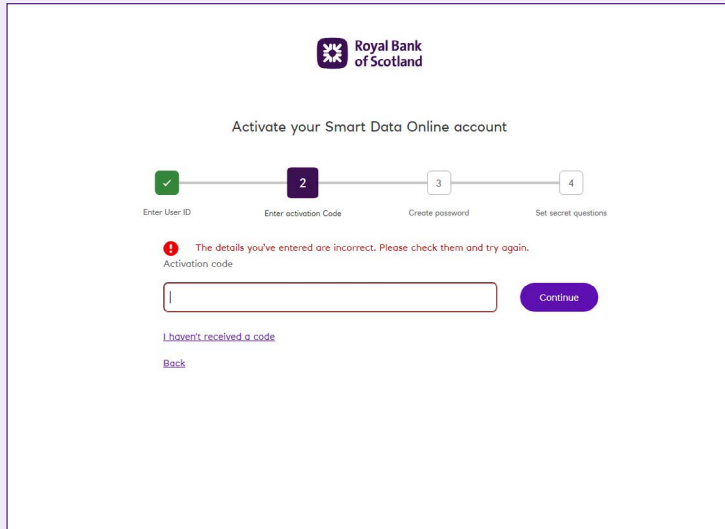 Royal Bank
of Scotland
Activate your Smart Data Online account
2
3
4
Enter User ID
Enter activation Code
Create password
Set secret questions
The details you've entered are incorrect. Please check them and try again.
Activation code
Continue
I haven't received a code
Back